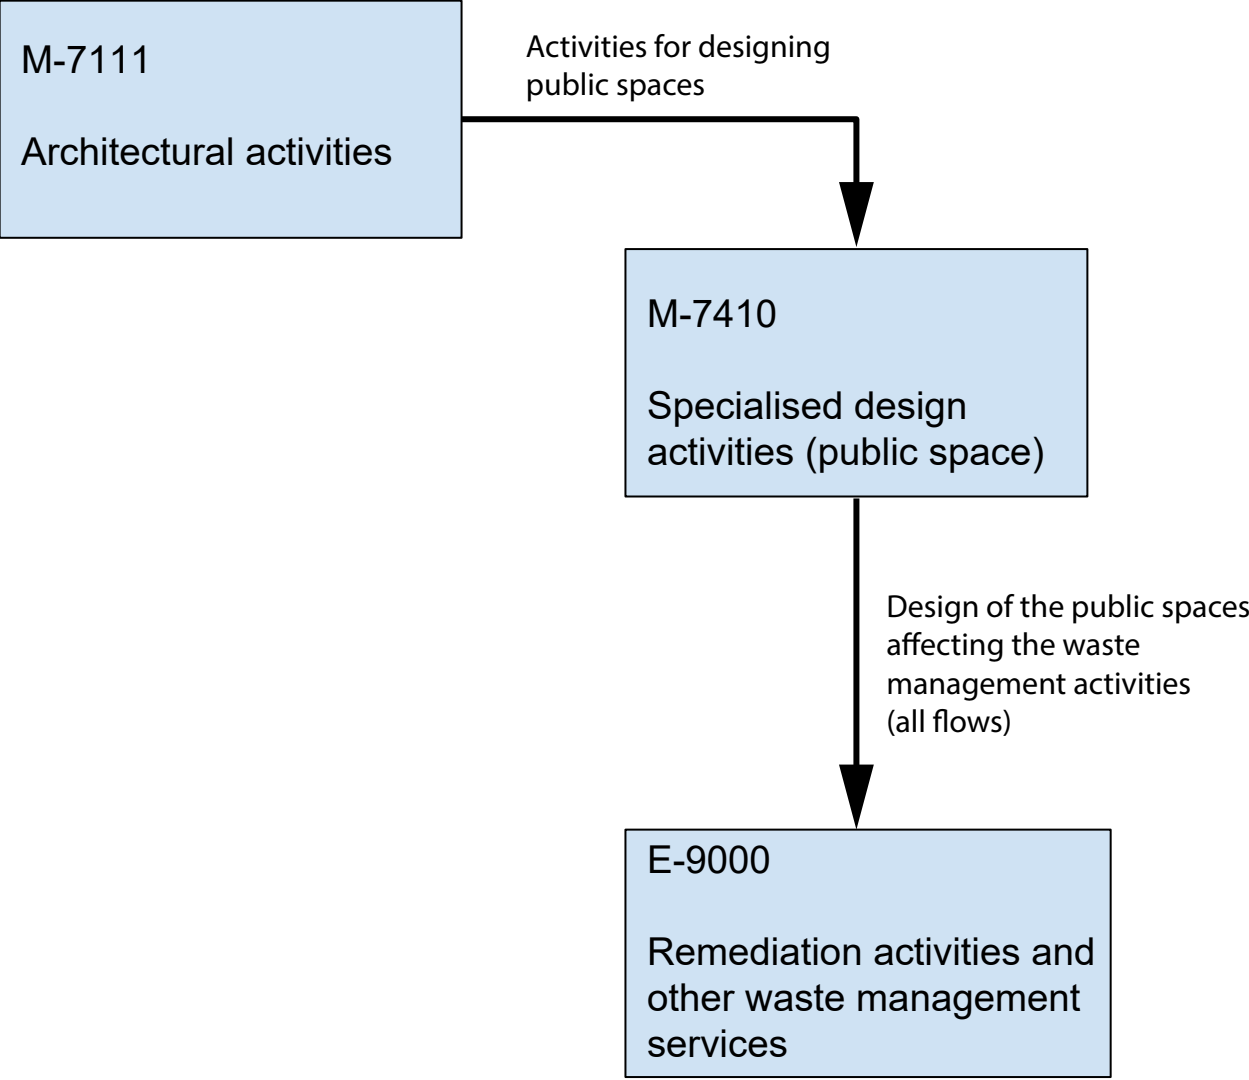 M-7111
Architectural activities
Activities for designing
public spaces
M-7410
Specialised design
activities (public space)
Design of the public spaces
affecting the waste
management activities
(all flows)
E-9000
Remediation activities and
other waste management
services